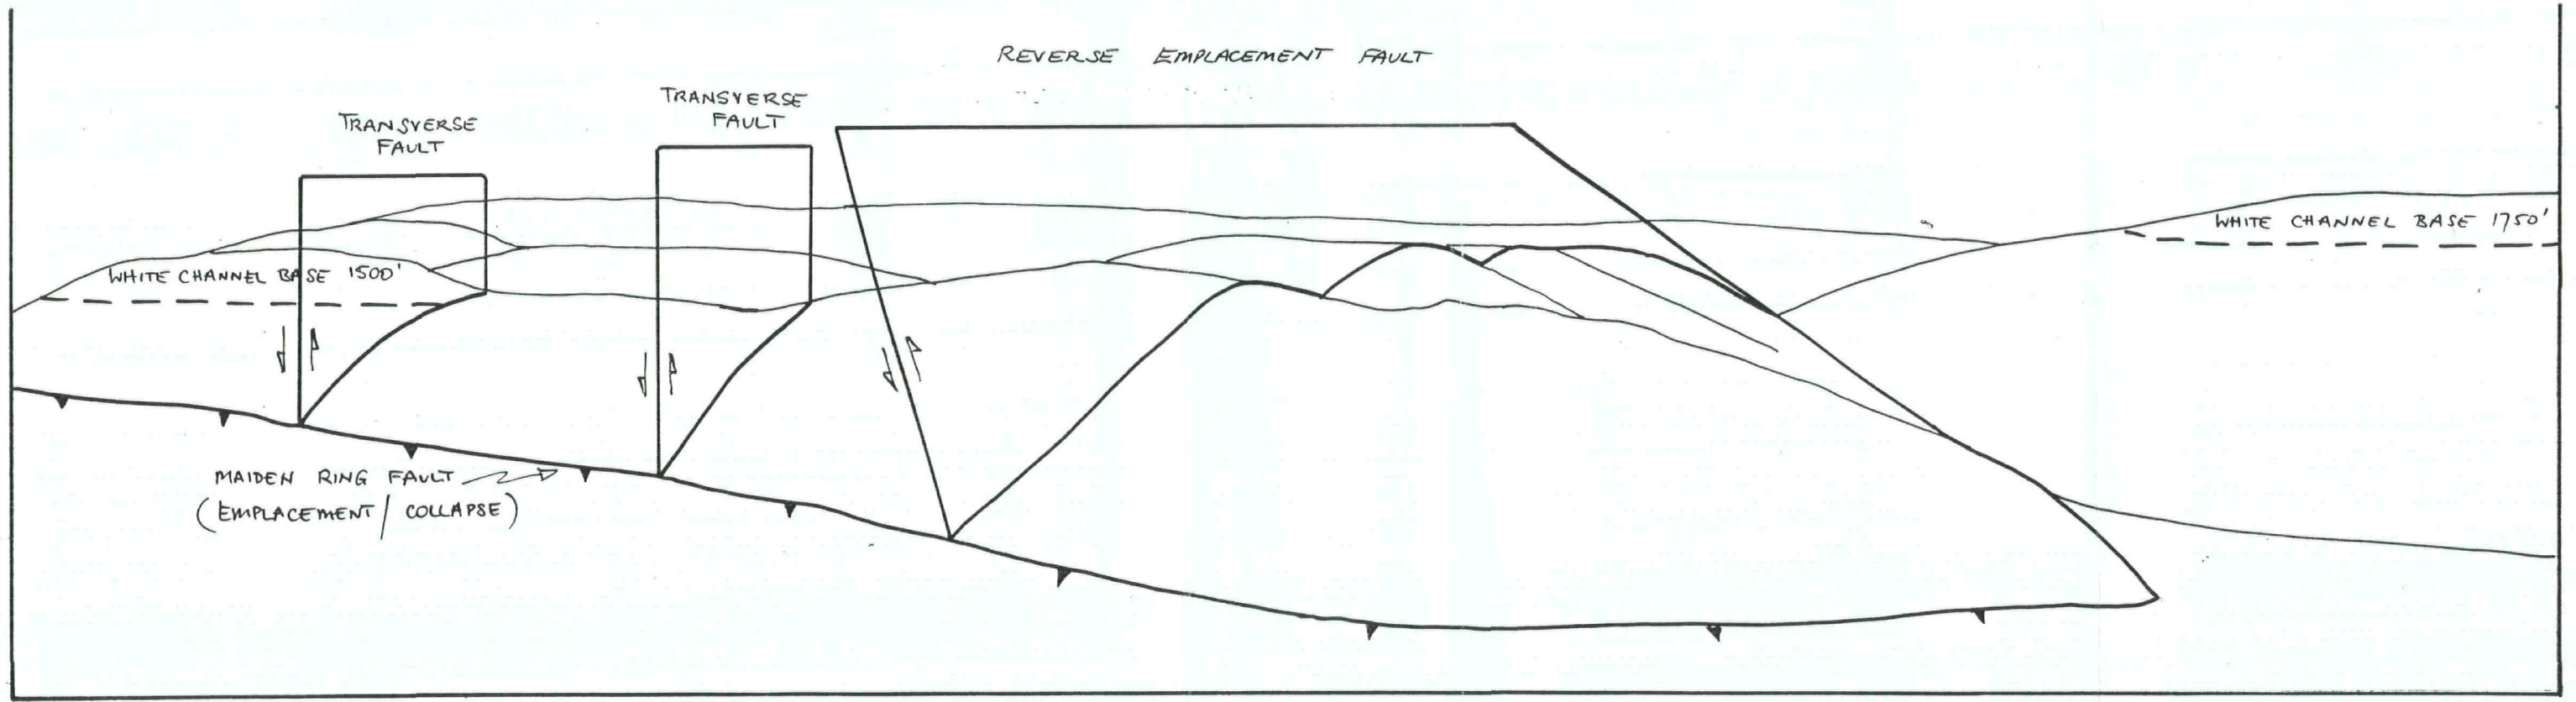 REVERSE EMPLACEMENT FAULT
TRANSVERSE
FAULT
TRANSVERSE
FAULT
WHITE CHANNEL BASE 1500'
WHITE CHANNEL BASE 1750'
MAIDEN RING FAULT
(EMPLACEMENT / COLLAPSE)